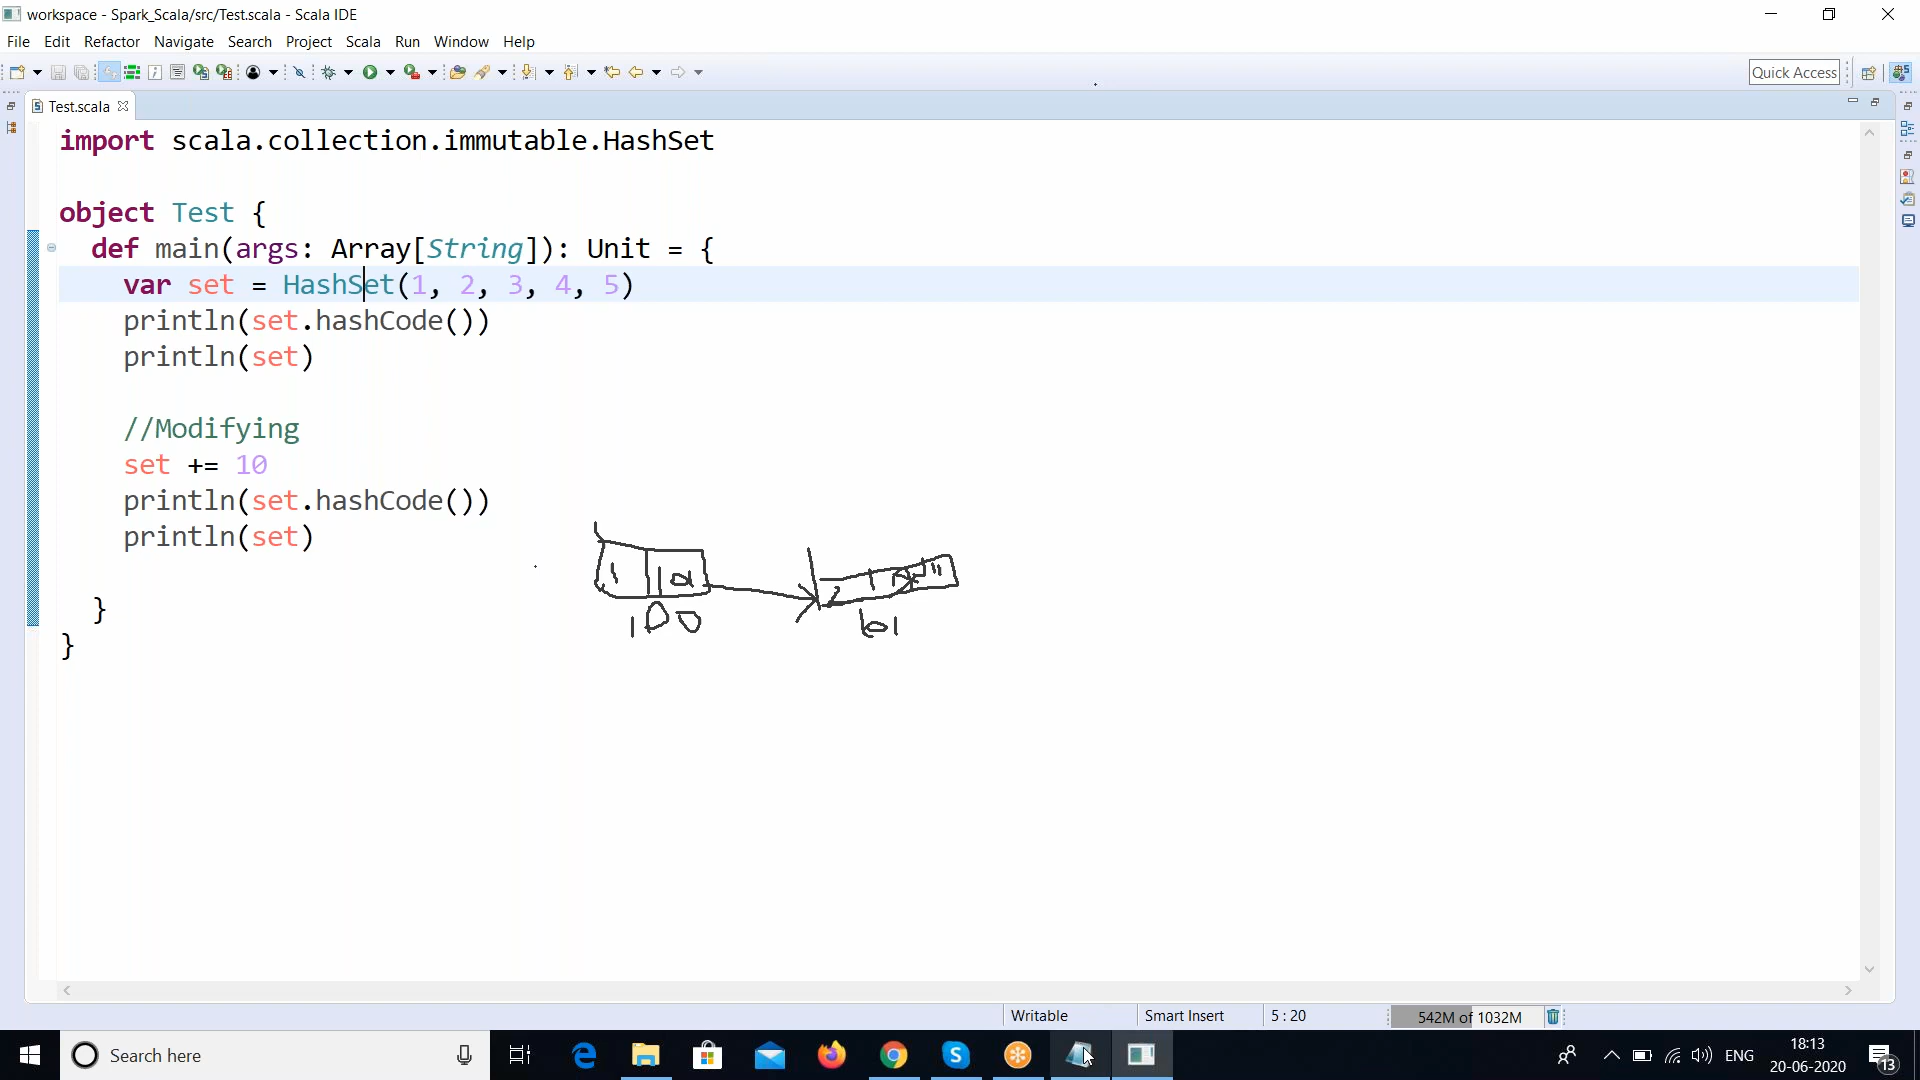 workspace - Spark_Scala/src/Test.scala - Scala IDE
File Edit Refactor Navigate Search Project Scala Run Window Help
Quick Access
Test.scala
import scala.collection.immutable.HashSet
object Test {
def main(args: Array[String]): Unit = {
var set = HashSet(1, 2, 3, 4, 5)
println(set.hashCode())
println(set)
//Modifying
set += 10
println(set.hashCode())
println(set)
}
}
1
2
100
101
Writable Smart Insert 5 : 20 542M of 1032M
Search here
ENG
18:13
20-06-2020
13